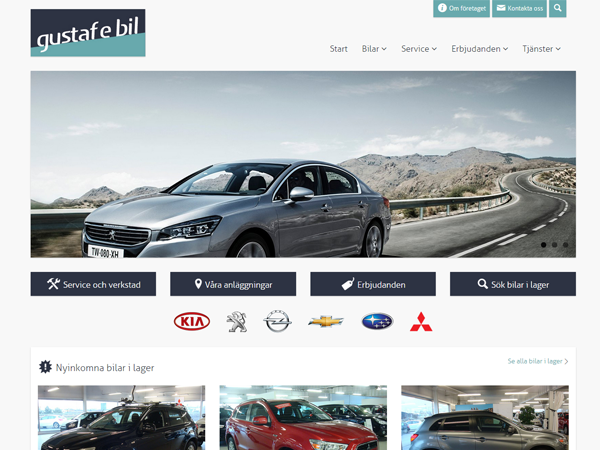 Om företaget
Kontakta oss
gustaf e bil
Start
Bilar
Service
Erbjudanden
Tjänster
TW-080-XH
Service och verkstad
Våra anläggningar
Erbjudanden
Sök bilar i lager
KIA
Nyinkomna bilar i lager
Se alla bilar i lager